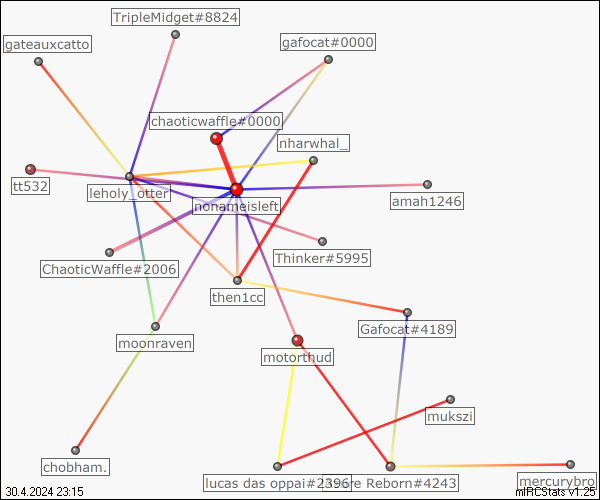 TripleMidget#8824
gateauxcatto
gafocat#0000
chaoticwaffle#0000
nharwhal_
tt532
leholy_otter
nonameisleft
amah1246
Thinker#5995
ChaoticWaffle#2006
then1cc
Gafocat#4189
moonraven
motorthud
mukszi
chobham.
lucas das oppai#2396
Reborn#4243
mercurybro
30.4.2024 23:15
mIRCStats v1.25